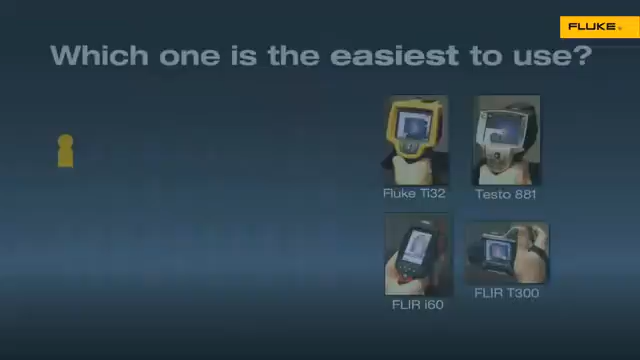 FLUKE®
Which one is the easiest to use?
Fluke Ti32
Testo 881
FLIR i60
FLIR T300